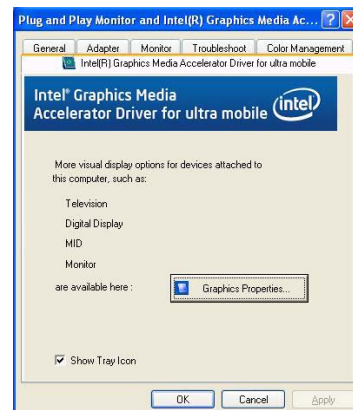 Plug and Play Monitor and Intel(R) Graphics Media Ac...
General Adapter Monitor Troubleshoot Color Management
Intel(R) Graphics Media Accelerator Driver for ultra mobile
Intel® Graphics Media
Accelerator Driver for ultra mobile
intel
More visual display options for devices attached to
this computer, such as:
Television
Digital Display
MID
Monitor
are available here :
Graphics Properties...
Show Tray Icon
OK Cancel Apply